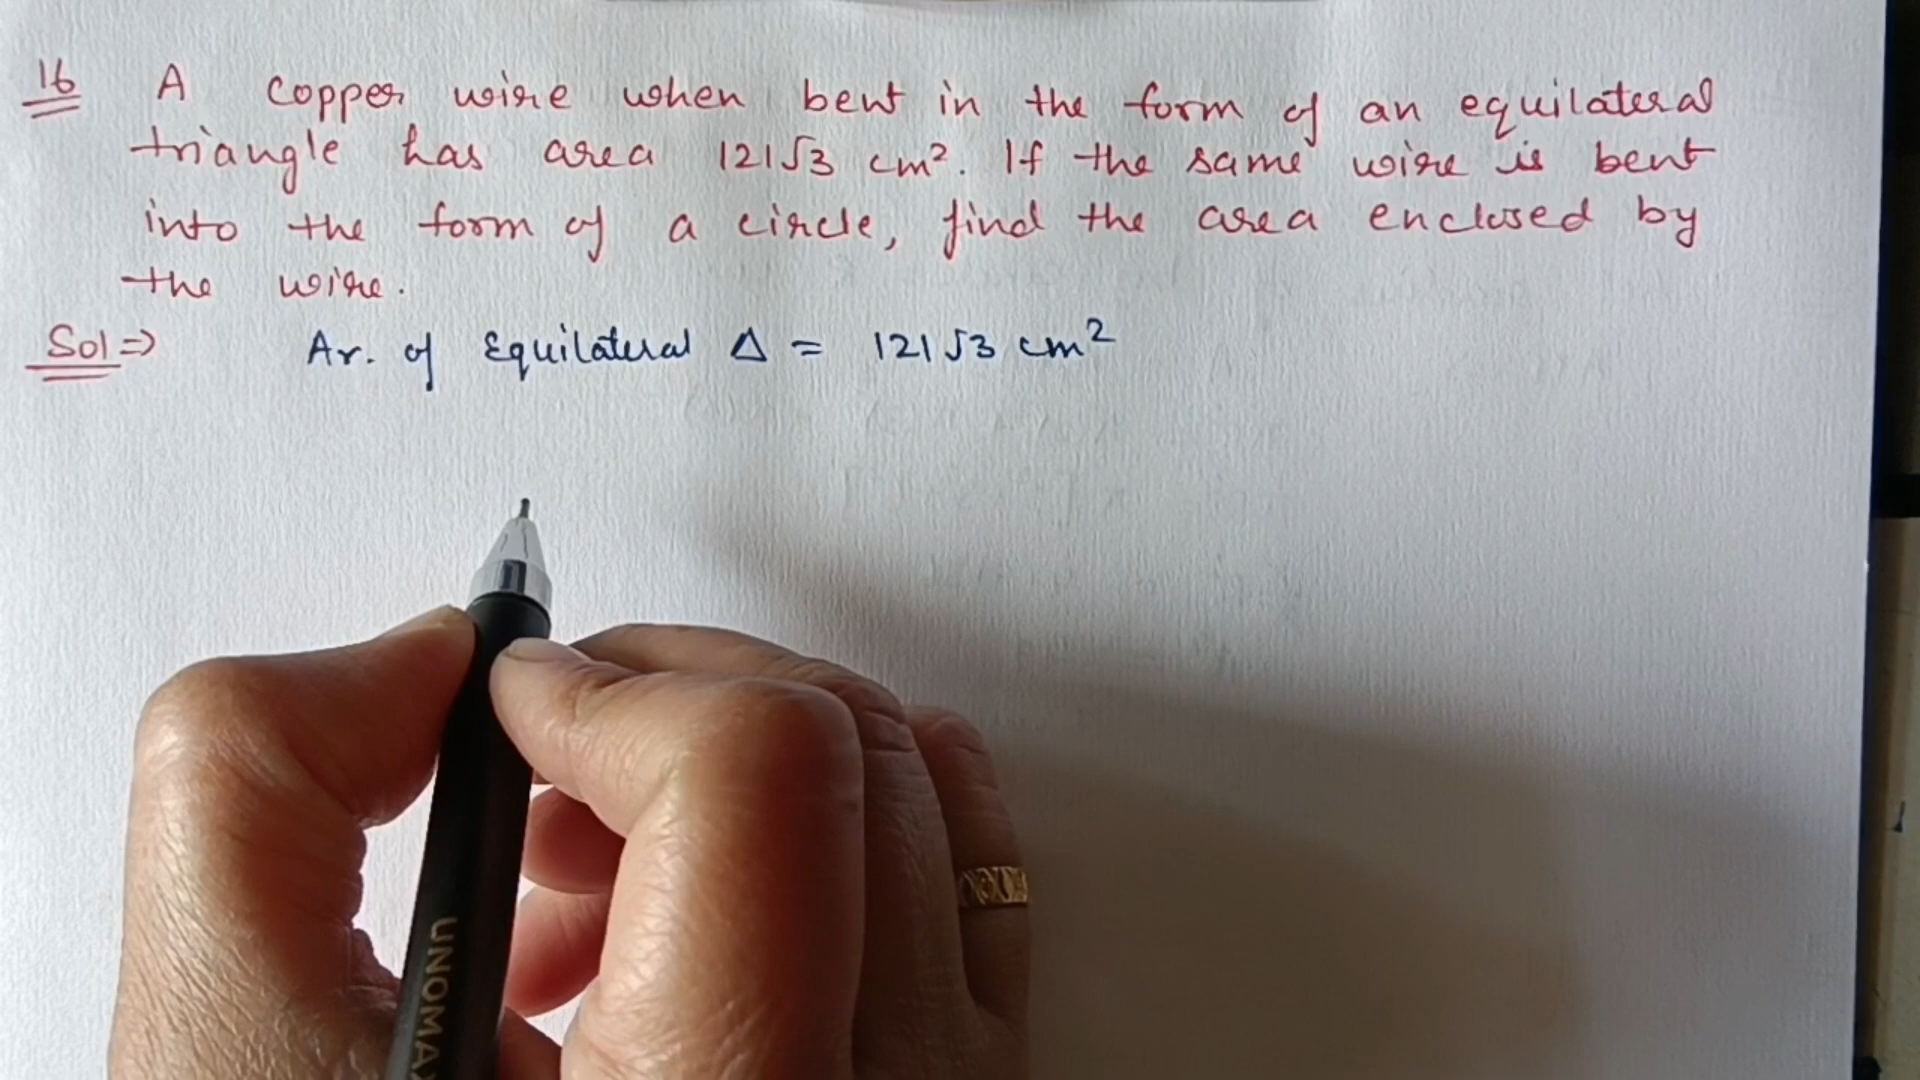 16 A copper wire when bent in the form of an equilateral
triangle has area 121√3 cm². If the same wire is bent
into the form of a circle, find the area enclosed by
the wire.
Sol⇒ Ar. of Equilateral Δ = 121√3 cm²